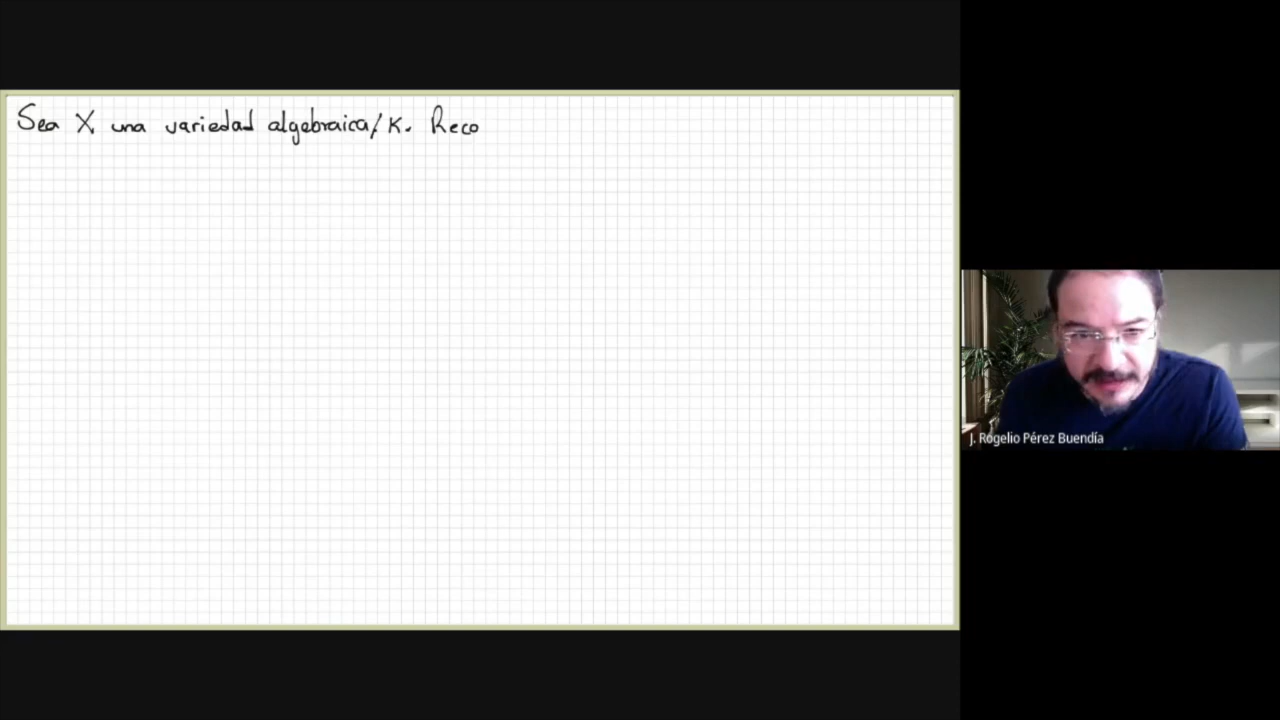 Sea X una variedad algebraica/K. Reco
J. Rogelio Pérez Buendía